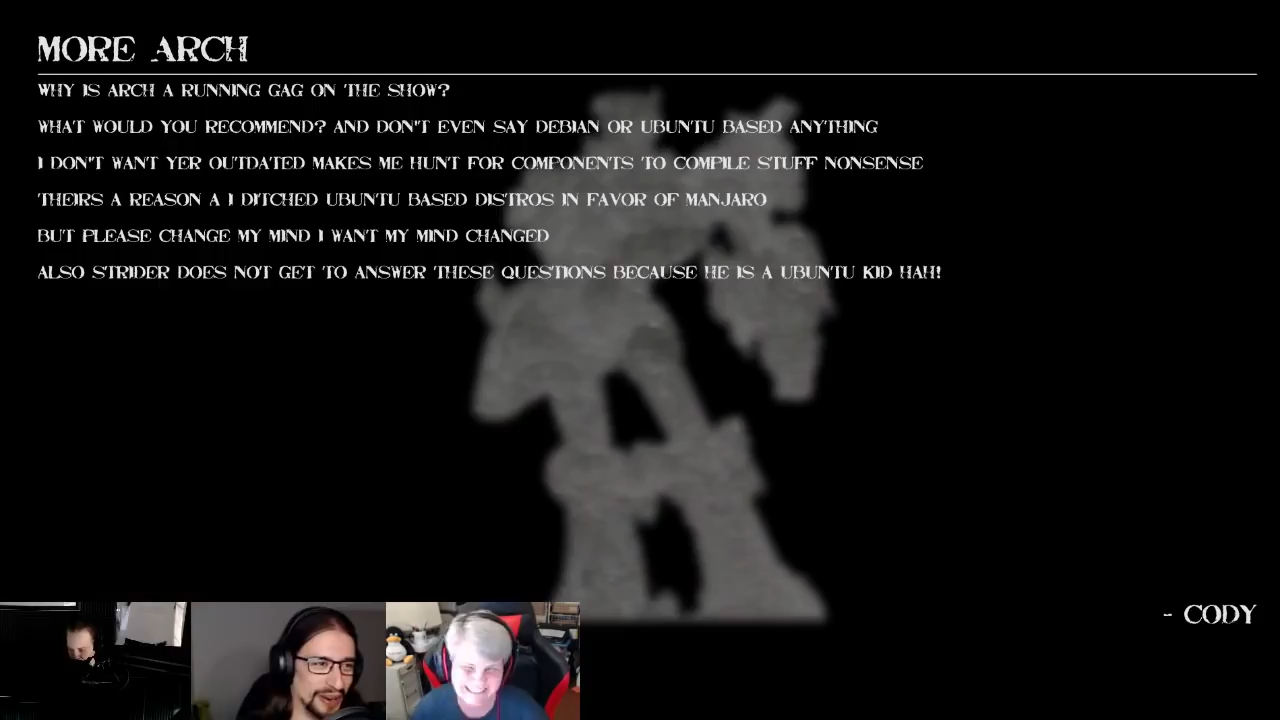 MORE ARCH
WHY IS ARCH A RUNNING GAG ON THE SHOW?
WHAT WOULD YOU RECOMMEND? AND DON'T EVEN SAY DEBIAN OR UBUNTU BASED ANYTHING
I DON'T WANT YER OUTDATED MAKES ME HUNT FOR COMPONENTS TO COMPILE STUFF NONSENSE
THEIRS A REASON A I DITCHED UBUNTU BASED DISTROS IN FAVOR OF MANJARO
BUT PLEASE CHANGE MY MIND I WANT MY MIND CHANGED
ALSO STRIDER DOES NOT GET TO ANSWER THESE QUESTIONS BECAUSE HE IS A UBUNTU KID HAH!
- CODY